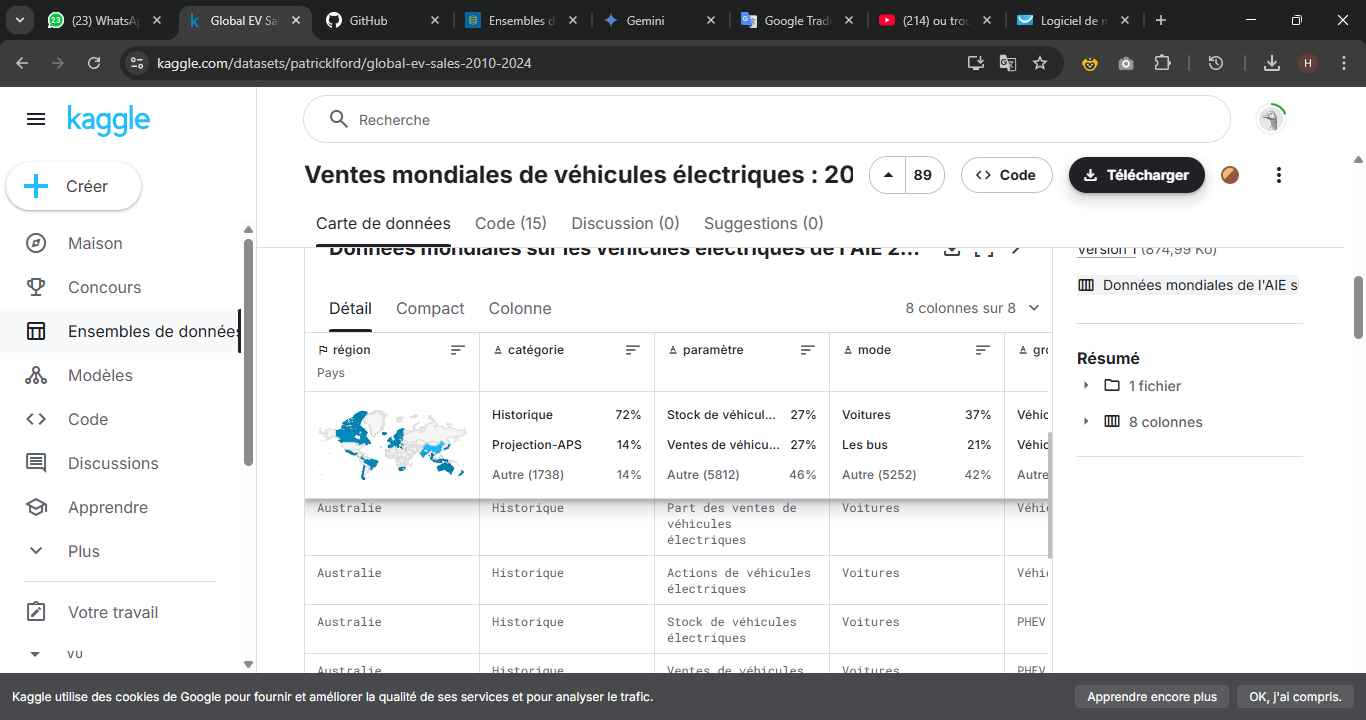 (23) WhatsA
Global EV Sa
GitHub
Ensembles d
Gemini
Google Trad
(214) ou trou
Logiciel de m
kaggle.com/datasets/patricklford/global-ev-sales-2010-2024
H
kaggle
Recherche
Créer
Ventes mondiales de véhicules électriques : 20
89
Code
Télécharger
Carte de données
Code (15)
Discussion (0)
Suggestions (0)
Maison
Concours
Ensembles de données
Modèles
Code
Discussions
Apprendre
Plus
Votre travail
Données mondiales sur les véhicules électriques de l'AIE 2...
Version 1 (874,99 Ko)
Données mondiales de l'AIE s
Détail
Compact
Colonne
8 colonnes sur 8
Résumé
1 fichier
8 colonnes
région
Pays
catégorie
paramètre
mode
gro
Historique 72%
Projection-APS 14%
Autre (1738) 14%
Stock de véhicul... 27%
Ventes de véhicu... 27%
Autre (5812) 46%
Voitures 37%
Les bus 21%
Autre (5252) 42%
Véhic
Véhic
Autre
Australie
Historique
Part des ventes de
véhicules
électriques
Voitures
Véhi
Australie
Historique
Actions de véhicules
électriques
Voitures
Véhi
Australie
Historique
Stock de véhicules
électriques
Voitures
PHEV
Australie
Historique
Ventes de véhicules
Voitures
PHEV
Kaggle utilise des cookies de Google pour fournir et améliorer la qualité de ses services et pour analyser le trafic.
Apprendre encore plus
OK, j'ai compris.